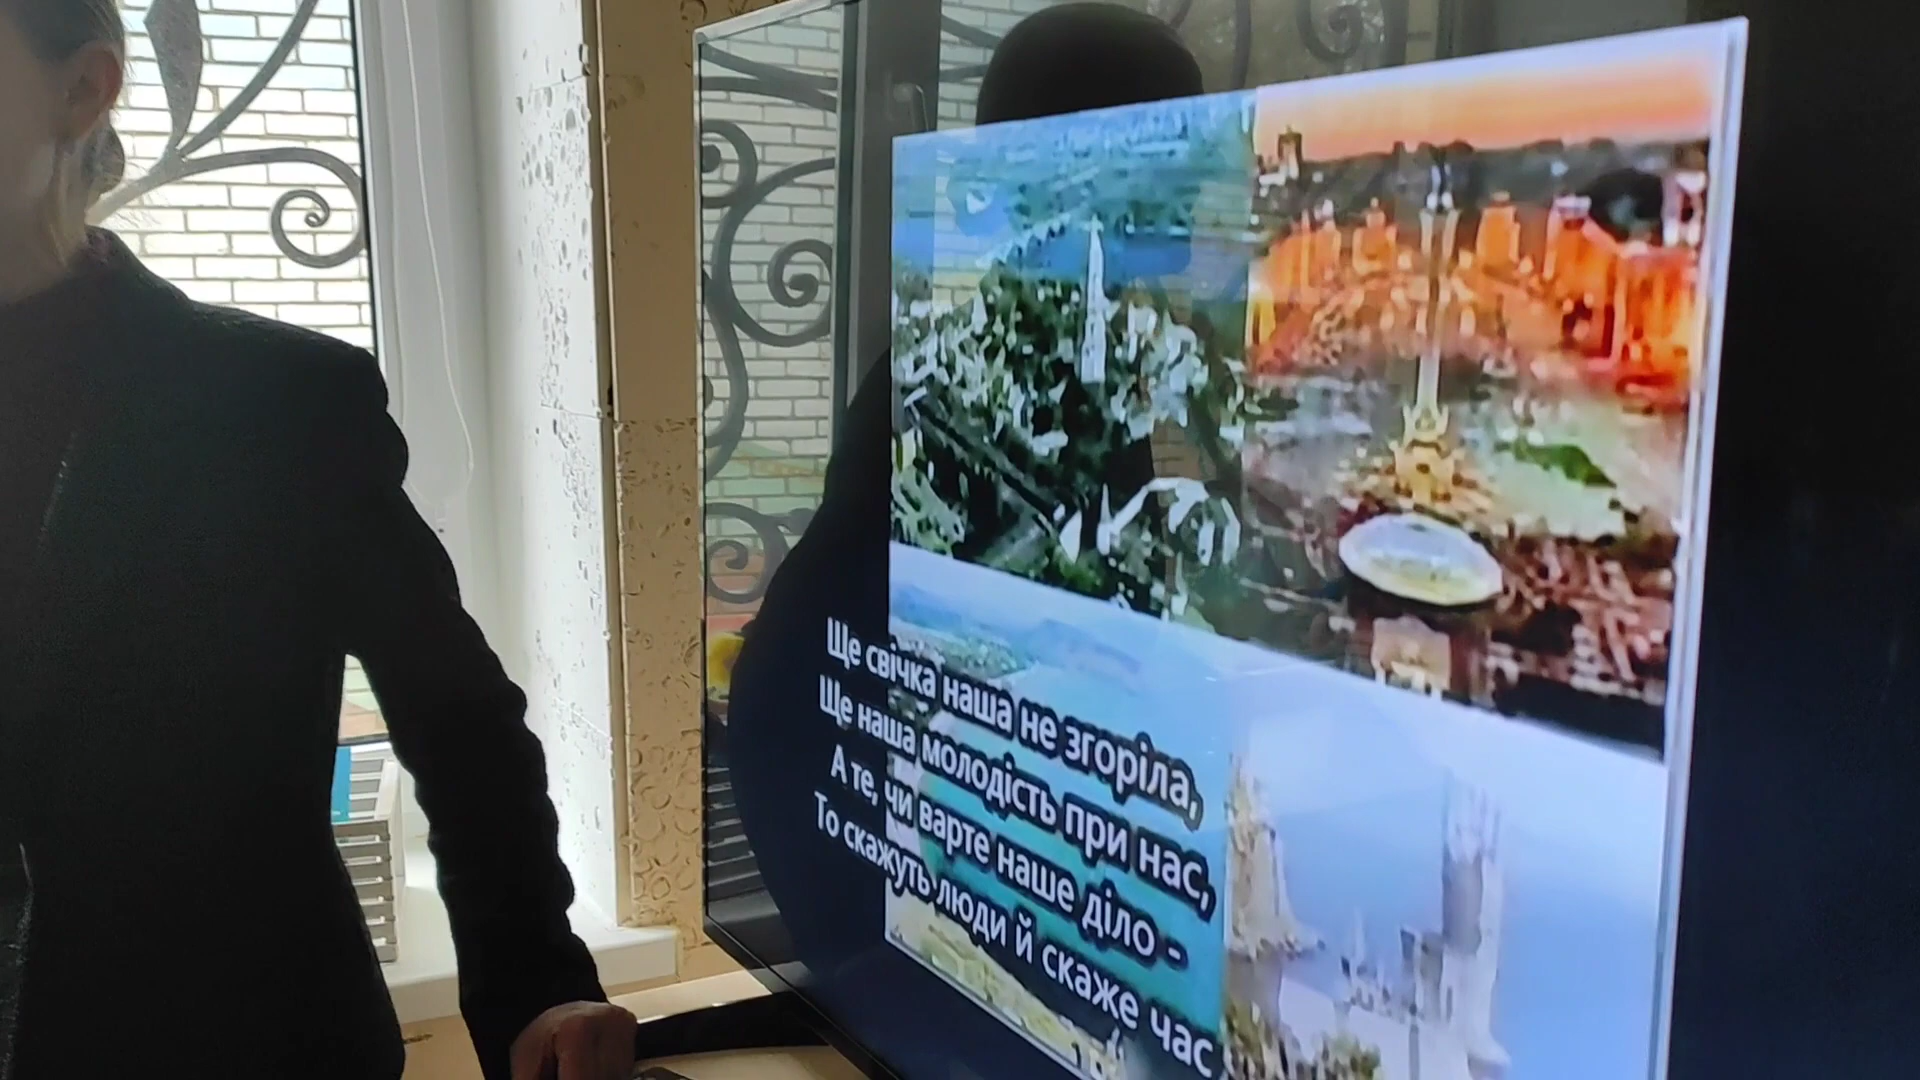 Ще свічка наша не згоріла,
Ще наша молодість при нас,
А те, чи варте наше діло -
То скажуть люди й скаже час